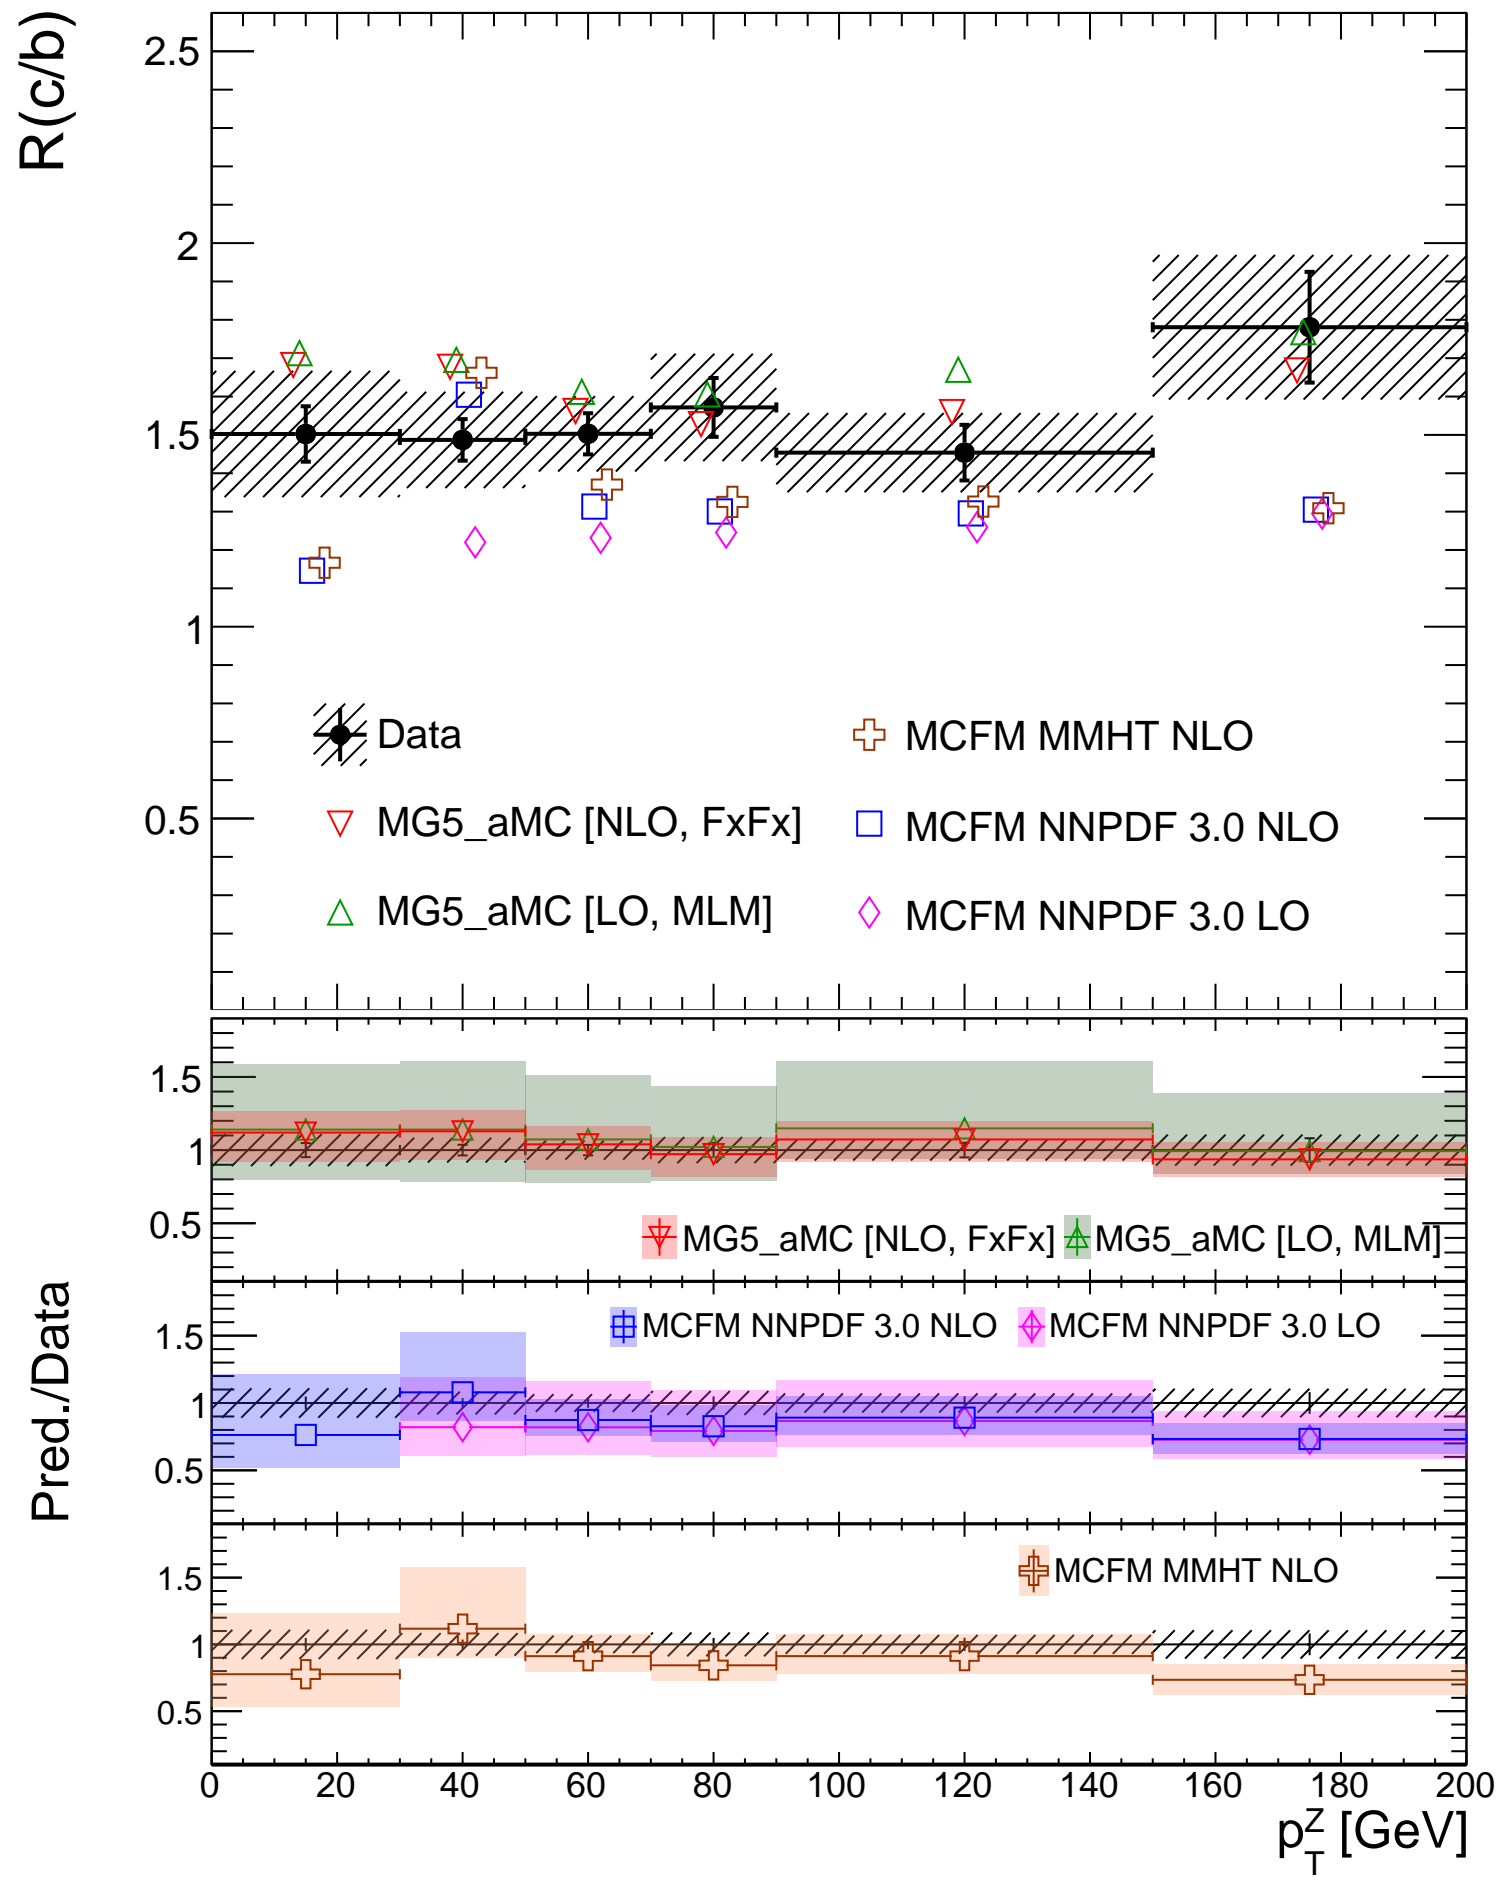 R(c/b)
2.5
2
1.5
1
0.5
Data
MCFM MMHT NLO
MG5_aMC [NLO, FxFx]
MCFM NNPDF 3.0 NLO
MG5_aMC [LO, MLM]
MCFM NNPDF 3.0 LO
Pred./Data
1.5
1
0.5
MG5_aMC [NLO, FxFx]
MG5_aMC [LO, MLM]
MCFM NNPDF 3.0 NLO
MCFM NNPDF 3.0 LO
1.5
1
0.5
MCFM MMHT NLO
1.5
1
0.5
0 20 40 60 80 100 120 140 160 180 200
p_T^Z [GeV]